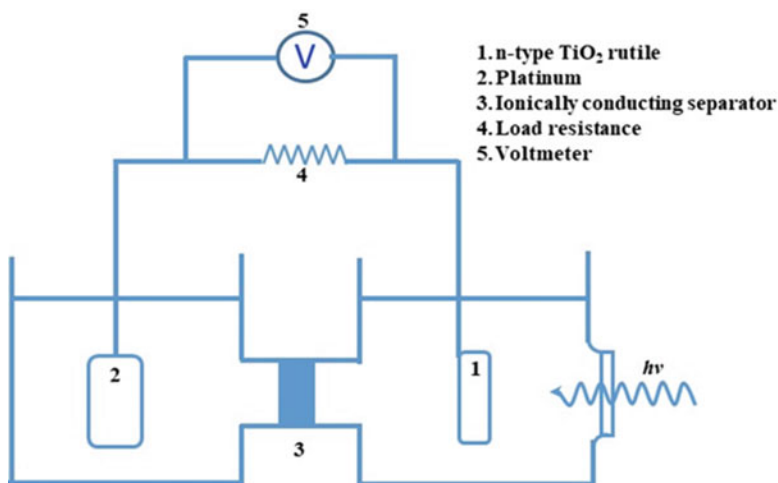 5
V
1. n-type TiO₂ rutile
2. Platinum
3. Ionically conducting separator
4. Load resistance
5. Voltmeter
4
2
1
hν
3